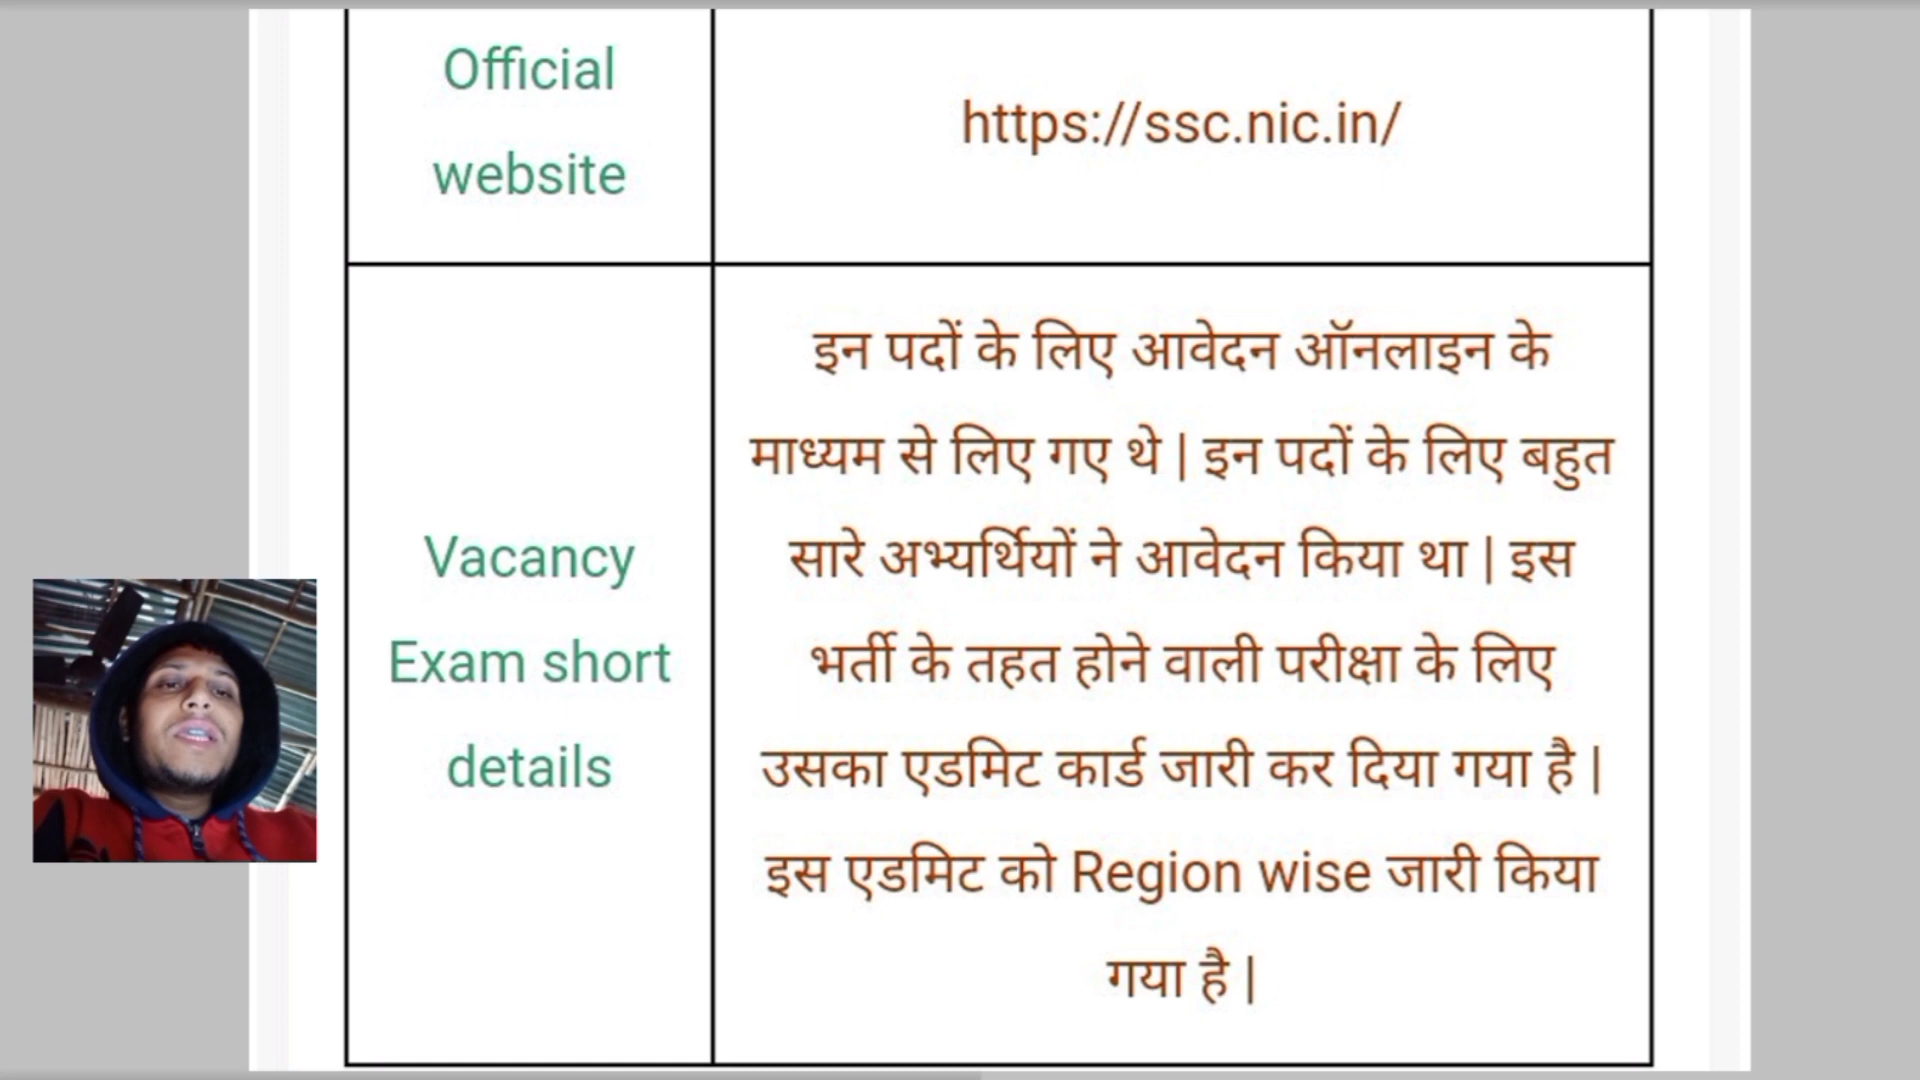 Official
website
https://ssc.nic.in/
Vacancy
Exam short
details
इन पदों के लिए आवेदन ऑनलाइन के
माध्यम से लिए गए थे | इन पदों के लिए बहुत
सारे अभ्यर्थियों ने आवेदन किया था | इस
भर्ती के तहत होने वाली परीक्षा के लिए
उसका एडमिट कार्ड जारी कर दिया गया है |
इस एडमिट को Region wise जारी किया
गया है |